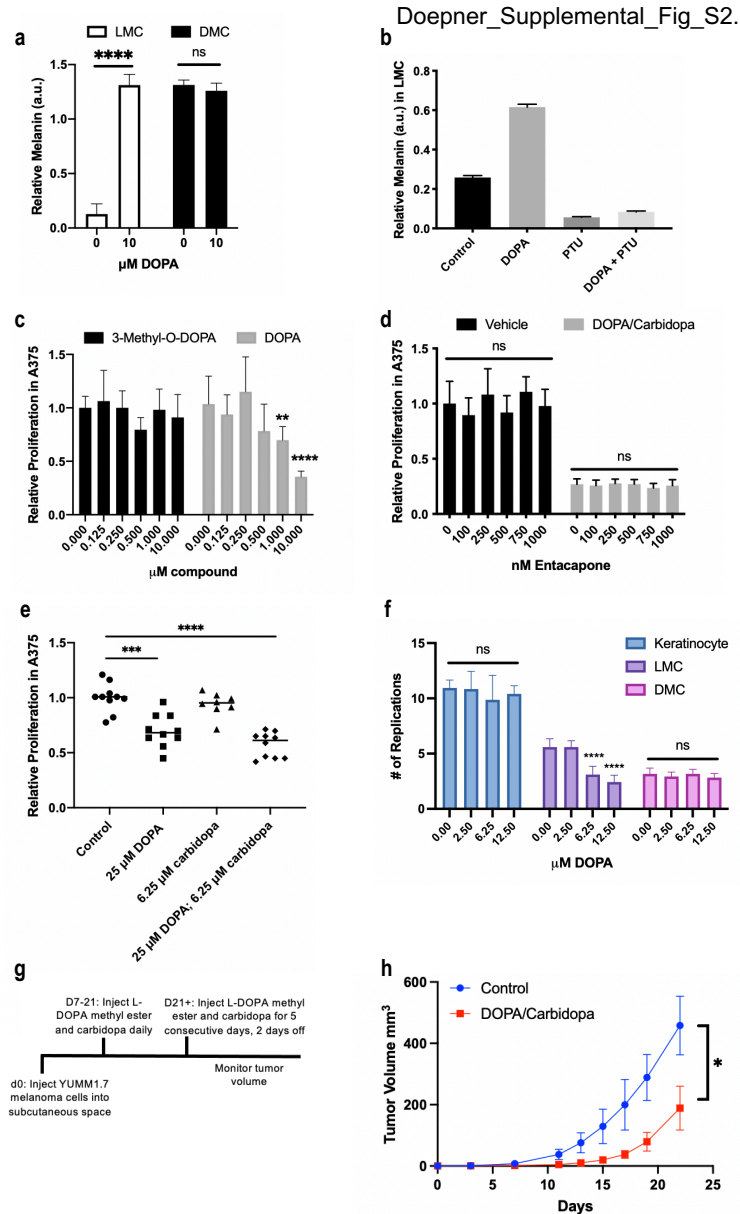 Doepner_Supplemental_Fig_S2.
a
LMC DMC
****
ns
Relative Melanin (a.u.)
1.5
1.0
0.5
0.0
0 10 0 10
µM DOPA
b
Relative Melanin (a.u.) in LMC
0.8
0.6
0.4
0.2
0.0
Control DOPA PTU DOPA + PTU
c
3-Methyl-O-DOPA DOPA
Relative Proliferation in A375
1.5
1.0
0.5
0.0
**
****
0.000 0.125 0.250 0.500 1.000 10.000 0.000 0.125 0.250 0.500 1.000 10.000
µM compound
d
Vehicle DOPA/Carbidopa
Relative Proliferation in A375
1.5
1.0
0.5
0.0
ns
ns
0 100 250 500 750 1000 0 100 250 500 750 1000
nM Entacapone
e
Relative Proliferation in A375
1.5
1.0
0.5
0.0
****
***
Control
25 µM DOPA
6.25 µM carbidopa
25 µM DOPA; 6.25 µM carbidopa
f
Keratinocyte
LMC
DMC
# of Replications
15
10
5
0
ns
****
****
ns
0.00 2.50 6.25 12.50 0.00 2.50 6.25 12.50 0.00 2.50 6.25 12.50
µM DOPA
g
D7-21: Inject L-
DOPA methyl ester
and carbidopa daily
D21+: Inject L-DOPA methyl
ester and carbidopa for 5
consecutive days, 2 days off
Monitor tumor
volume
d0: Inject YUMM1.7
melanoma cells into
subcutaneous space
h
Control
DOPA/Carbidopa
Tumor Volume mm3
600
400
200
0
*
0 5 10 15 20 25
Days